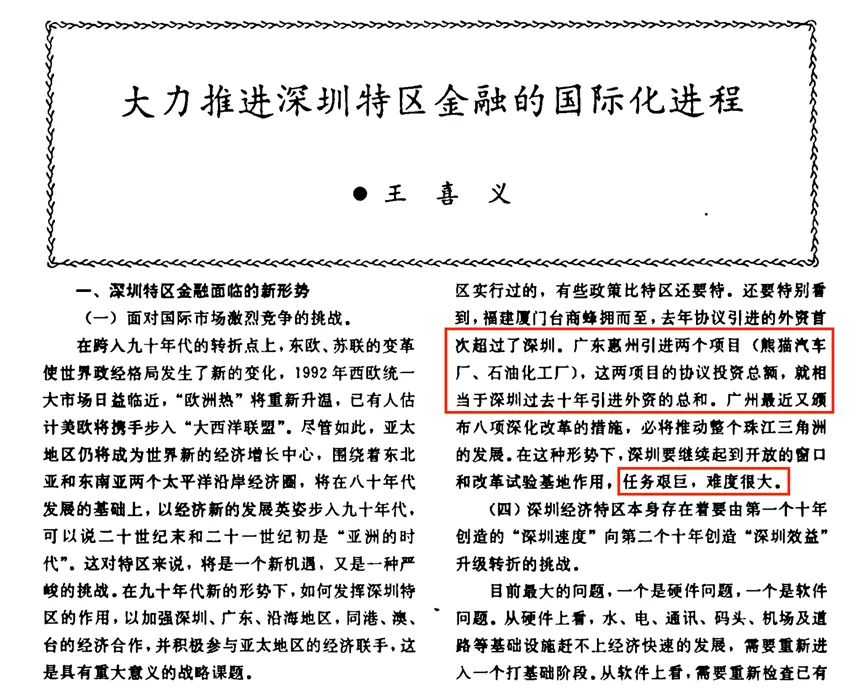 大力推进深圳特区金融的国际化进程
●王喜义
一、深圳特区金融面临的新形势
（一）面对国际市场激烈竞争的挑战。
在跨入九十年代的转折点上，东欧、苏联的变革
使世界政经格局发生了新的变化，1992年西欧统一
大市场日益临近，“欧洲热”将重新升温，已有人估
计美欧将携手步入“大西洋联盟”。尽管如此，亚太
地区仍将成为世界新的经济增长中心，围绕着东北
亚和东南亚两个太平洋沿岸经济圈，将在八十年代
发展的基础上，以经济新的发展英姿步入九十年代，
可以说二十世纪末和二十一世纪初是“亚洲的时
代”。这对特区来说，将是一个新机遇，又是一种严
峻的挑战。在九十年代新的形势下，如何发挥深圳特
区的作用，以加强深圳、广东、沿海地区，同港、澳、
台的经济合作，并积极参与亚太地区的经济联手，这
是具有重大意义的战略课题。
区实行过的，有些政策比特区还要特。还要特别看
到，福建厦门台商蜂拥而至，去年协议引进的外资首
次超过了深圳。广东惠州引进两个项目（熊猫汽车
厂、石油化工厂），这两项目的协议投资总额，就相
当于深圳过去十年引进外资的总和。广州最近又颁
布八项深化改革的措施，必将推动整个珠江三角洲
的发展。在这种形势下，深圳要继续起到开放的窗口
和改革试验基地作用，任务艰巨，难度很大。
（四）深圳经济特区本身存在着要由第一个十年
创造的“深圳速度”向第二个十年创造“深圳效益”
升级转折的挑战。
目前最大的问题，一个是硬件问题，一个是软件
问题。从硬件上看，水、电、通讯、码头、机场及道
路等基础设施赶不上经济快速的发展，需要重新进
入一个打基础阶段。从软件上看，需要重新检查已有